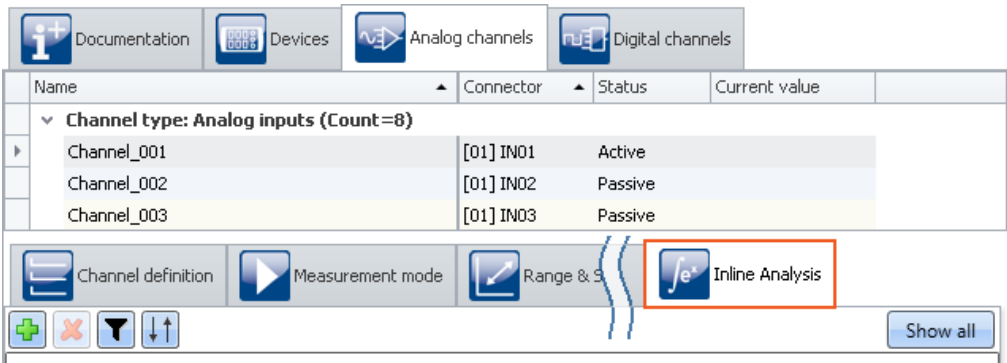 Documentation Devices Analog channels Digital channels
Name Connector Status Current value
Channel type: Analog inputs (Count=8)
Channel_001 [01] IN01 Active
Channel_002 [01] IN02 Passive
Channel_003 [01] IN03 Passive
Channel definition Measurement mode Range & S Inline Analysis
Show all